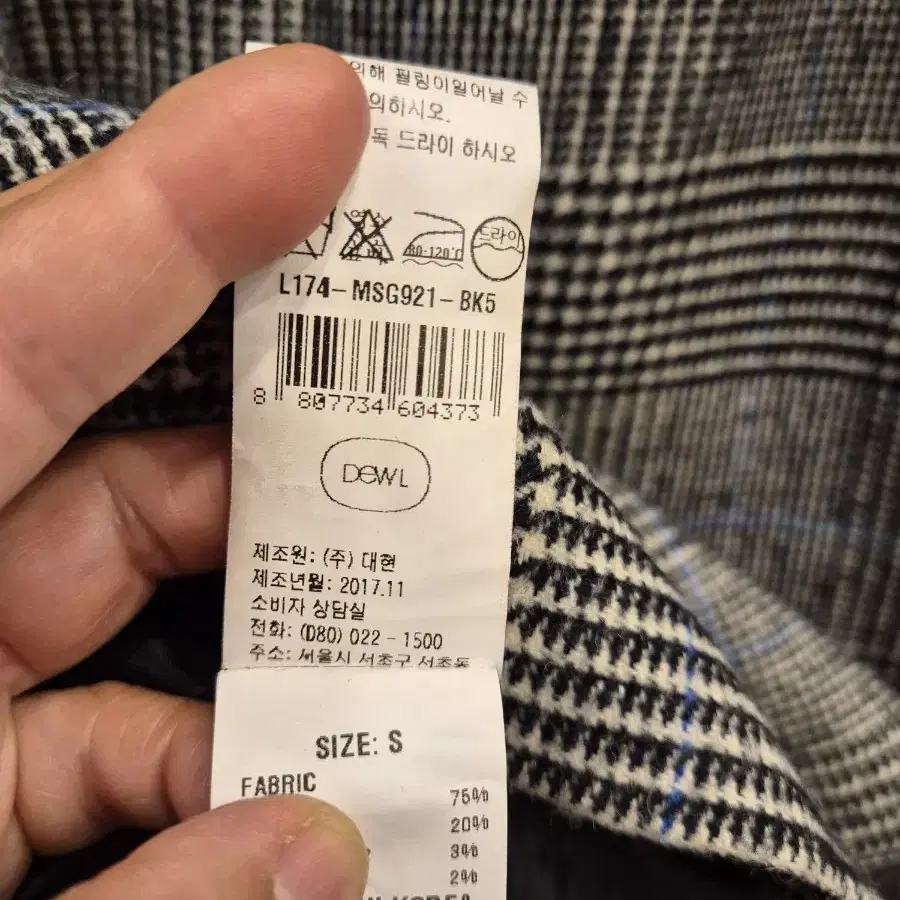 의해 필링이일어날 수
의하시오.
독 드라이 하시오
80-120℃ 드라이
L174-MSG921-BK5
8 807734 604373
DEWL
제조원: (주) 대현
제조년월: 2017.11
소비자 상담실
전화: (080) 022-1500
주소: 서울시 서초구 서초동
SIZE: S
FABRIC
75%
20%
3%
2%
KOREA